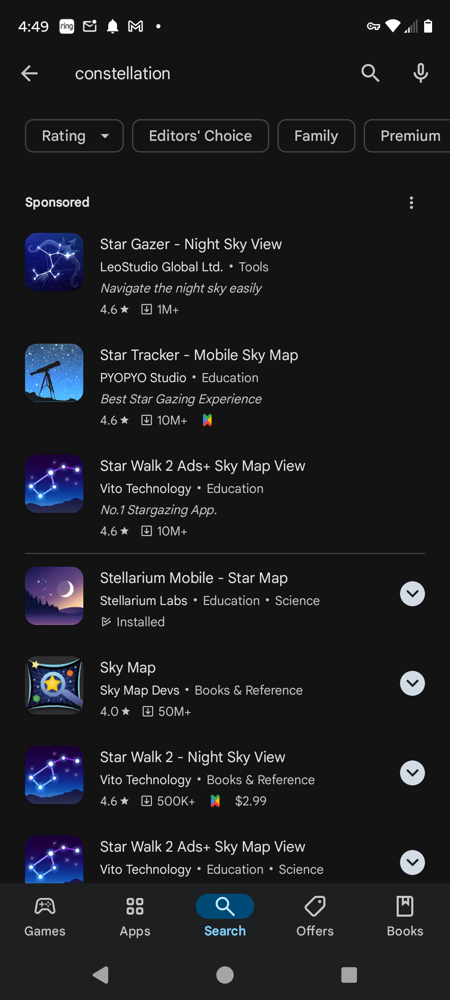 4:49 ring
constellation
Rating Editors' Choice Family Premium
Sponsored
Star Gazer - Night Sky View
LeoStudio Global Ltd. • Tools
Navigate the night sky easily
4.6★ 1M+
Star Tracker - Mobile Sky Map
PYOPYO Studio • Education
Best Star Gazing Experience
4.6★ 10M+
Star Walk 2 Ads+ Sky Map View
Vito Technology • Education
No.1 Stargazing App.
4.6★ 10M+
Stellarium Mobile - Star Map
Stellarium Labs • Education • Science
Installed
Sky Map
Sky Map Devs • Books & Reference
4.0★ 50M+
Star Walk 2 - Night Sky View
Vito Technology • Books & Reference
4.6★ 500K+ $2.99
Star Walk 2 Ads+ Sky Map View
Vito Technology • Education • Science
Games Apps Search Offers Books